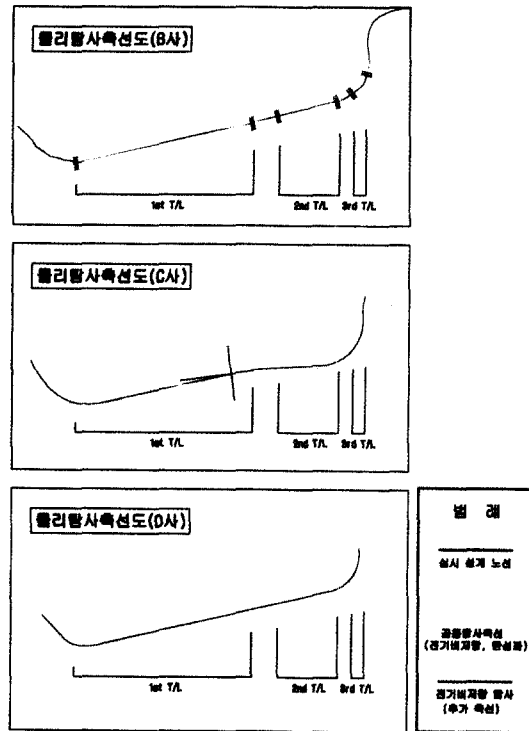 물리탐사측선도(B사)
1st T/L 2nd T/L 3rd T/L
물리탐사측선도(C사)
1st T/L 2nd T/L 3rd T/L
물리탐사측선도(D사)
1st T/L 2nd T/L 3rd T/L
범 례
실시 설계 노선
공통탐사측선
(전기비저항, 탄성파)
전기비저항 탐사
(추가 측선)